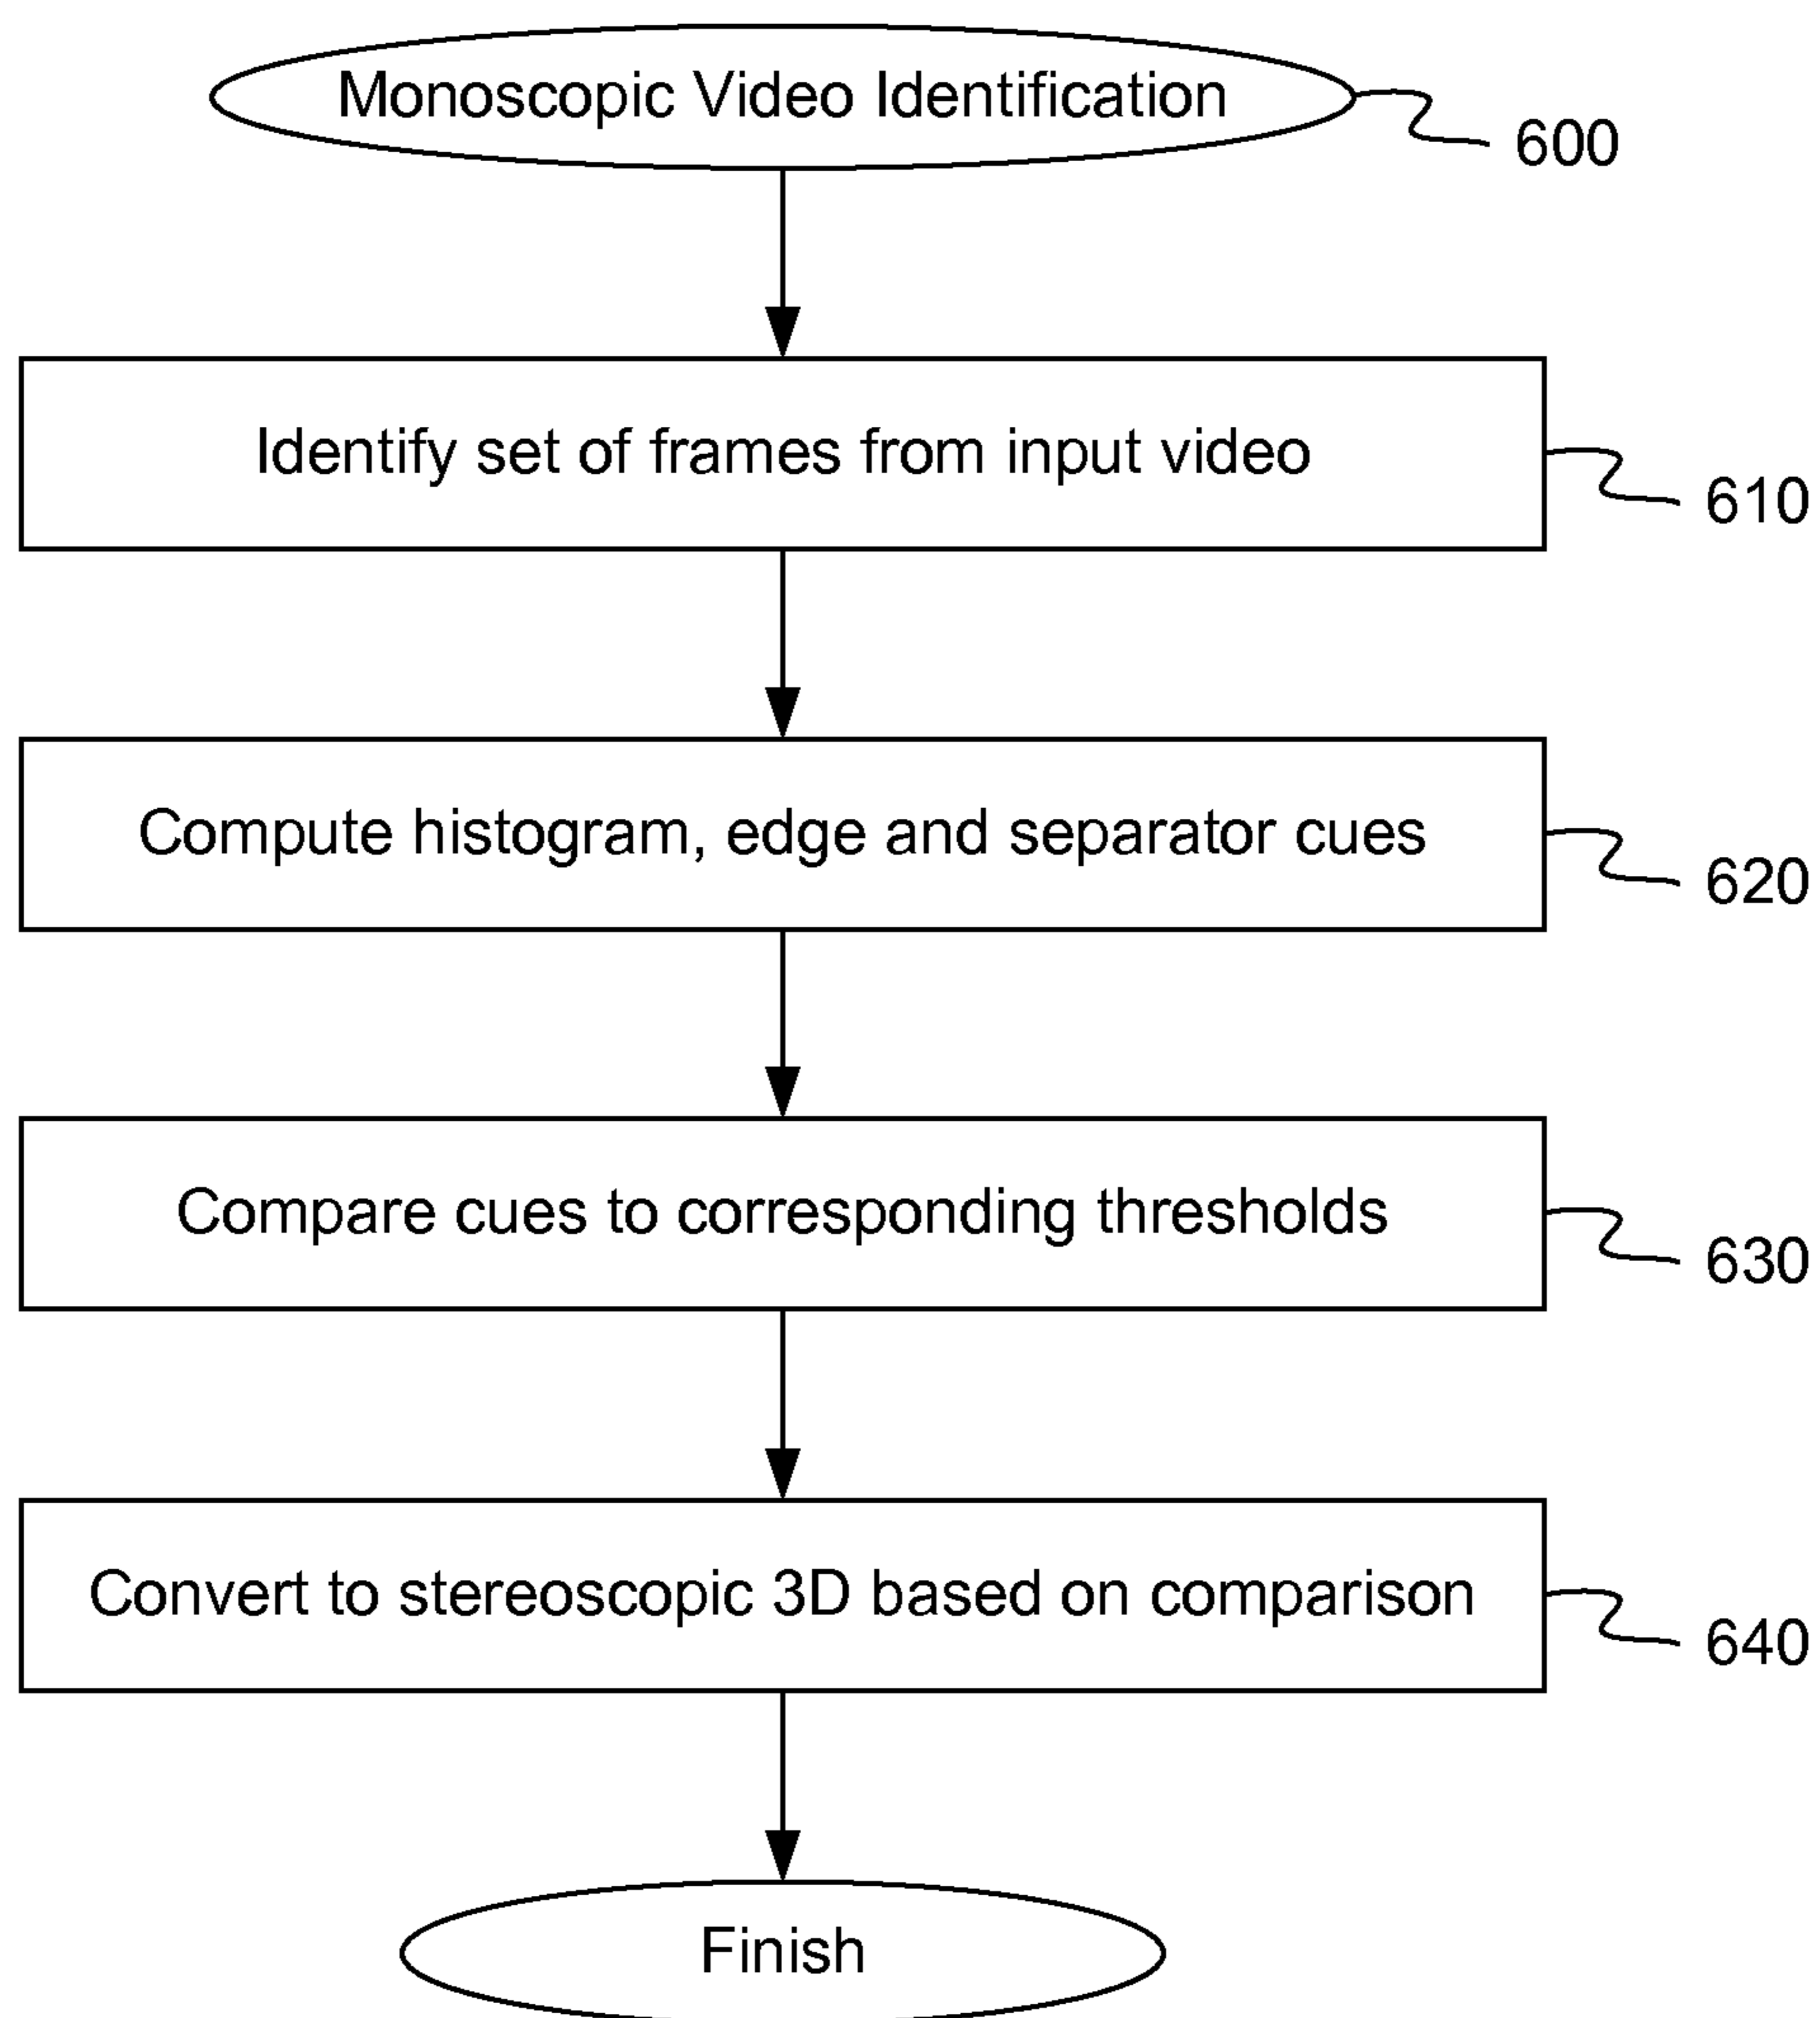 Monoscopic Video Identification
600
Identify set of frames from input video
610
Compute histogram, edge and separator cues
620
Compare cues to corresponding thresholds
630
Convert to stereoscopic 3D based on comparison
640
Finish